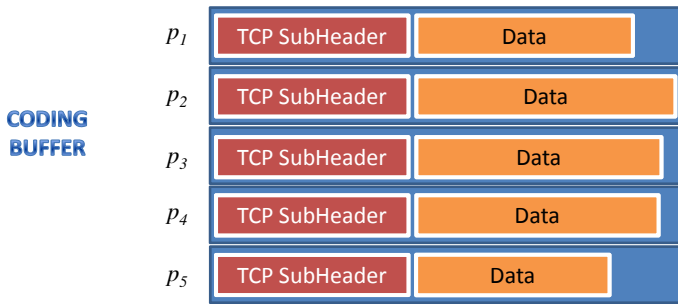 p1 TCP SubHeader Data
p2 TCP SubHeader Data
CODING
BUFFER
p3 TCP SubHeader Data
p4 TCP SubHeader Data
p5 TCP SubHeader Data